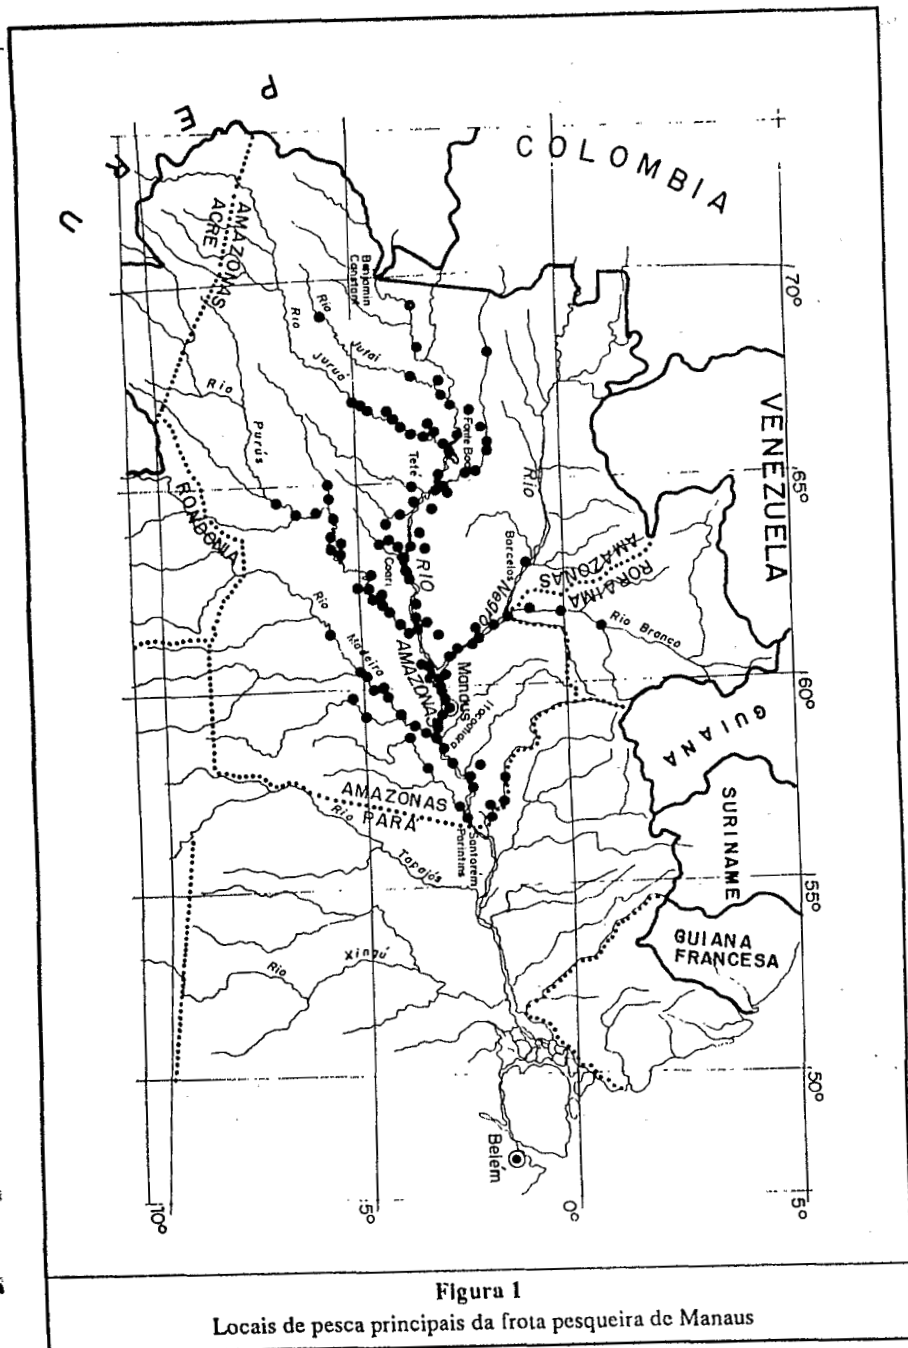 PERU
COLOMBIA
VENEZUELA
GUIANA
SURINAME
GUIANA
FRANCESA
AMAZONAS
ACRE
RONDONIA
AMAZONAS
RORAIMA
AMAZONAS
PARÁ
AMAZONAS
RIO
Benjamin
Constant
Rio
Jutai
Rio
Juruá
Rio
Purús
Fonte Boa
Tefé
Coari
Rio
Negro
Barcelos
Rio Branco
Manaus
Itacoatiara
Rio
Madeira
Santarém
Parintins
Rio
Tapajós
Rio
Xingú
Belém
70°
65°
60°
55°
50°
10°
5°
0°
5°
Figura 1
Locais de pesca principais da frota pesqueira de Manaus